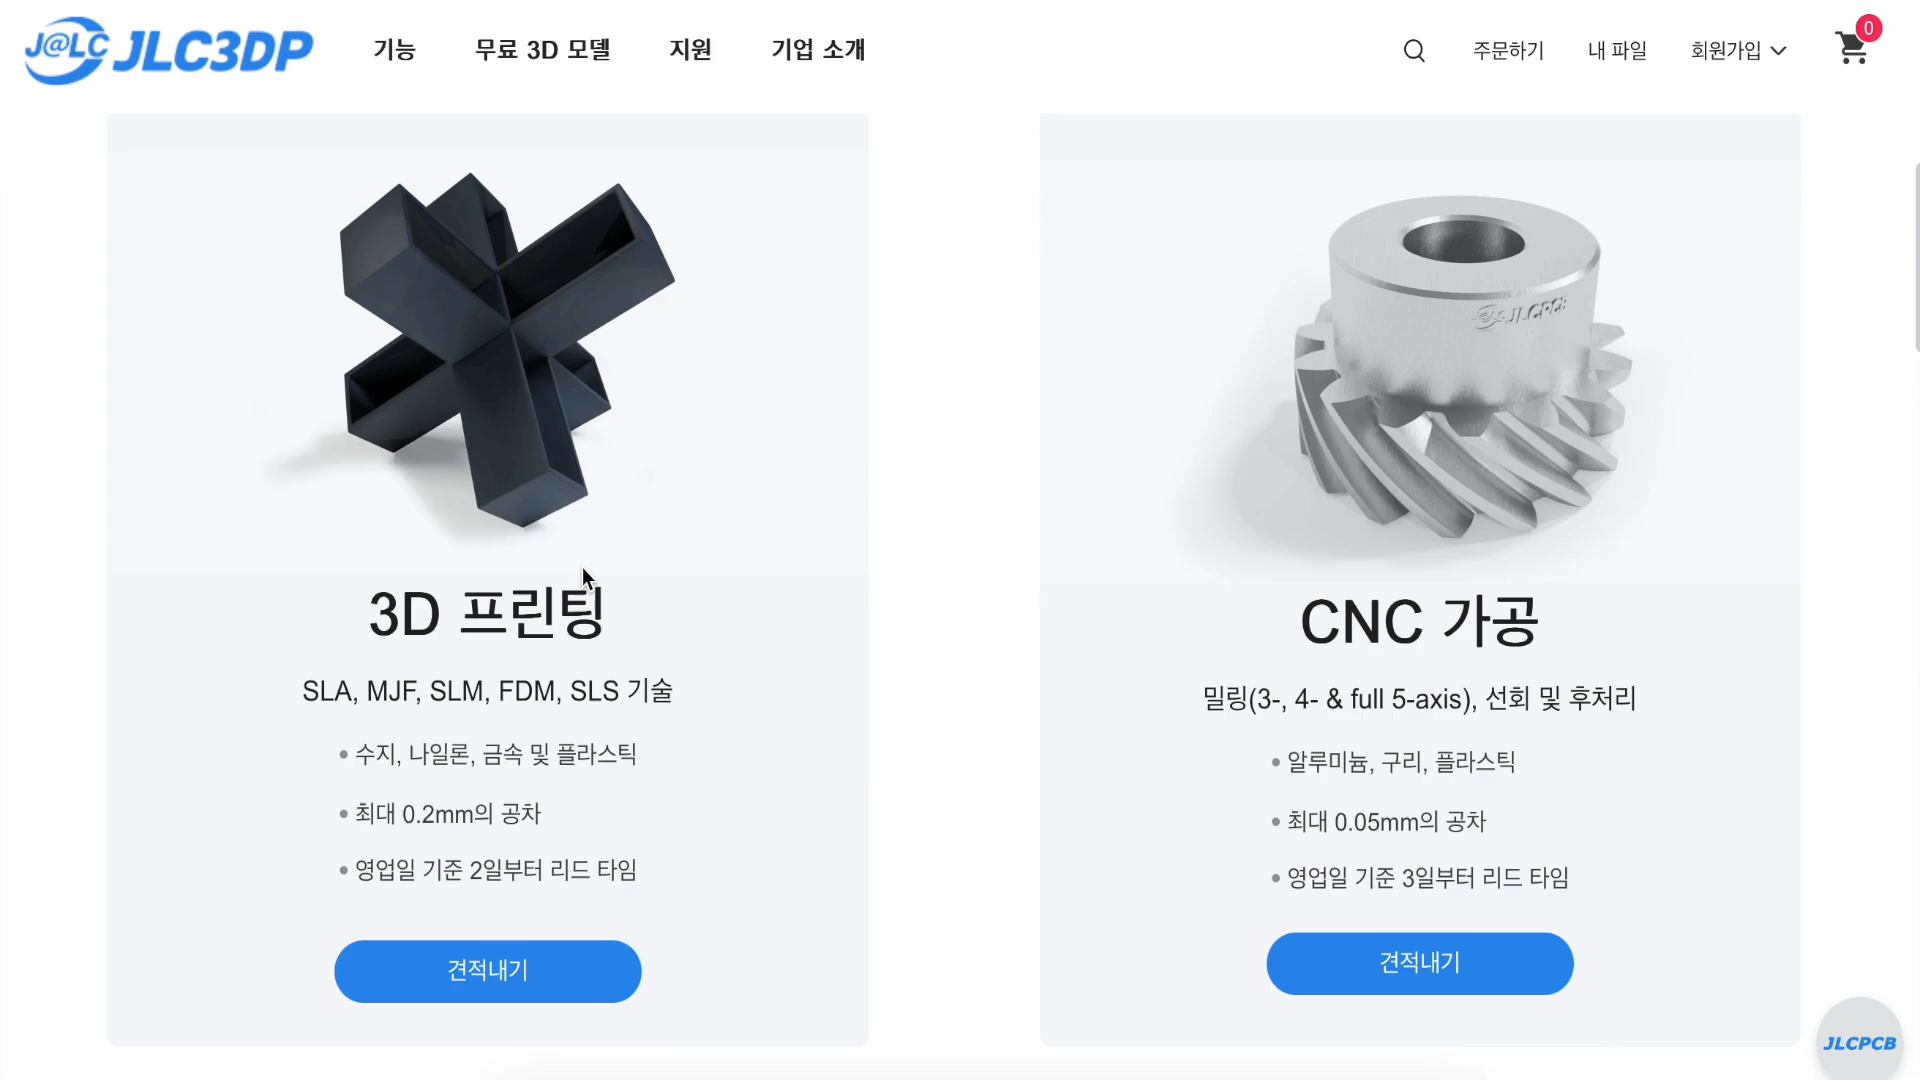 J@LC JLC3DP
기능
무료 3D 모델
지원
기업 소개
주문하기
내 파일
회원가입
0
JLCPCB
3D 프린팅
SLA, MJF, SLM, FDM, SLS 기술
• 수지, 나일론, 금속 및 플라스틱
• 최대 0.2mm의 공차
• 영업일 기준 2일부터 리드 타임
견적내기
CNC 가공
밀링(3-, 4- & full 5-axis), 선회 및 후처리
• 알루미늄, 구리, 플라스틱
• 최대 0.05mm의 공차
• 영업일 기준 3일부터 리드 타임
견적내기
JLCPCB